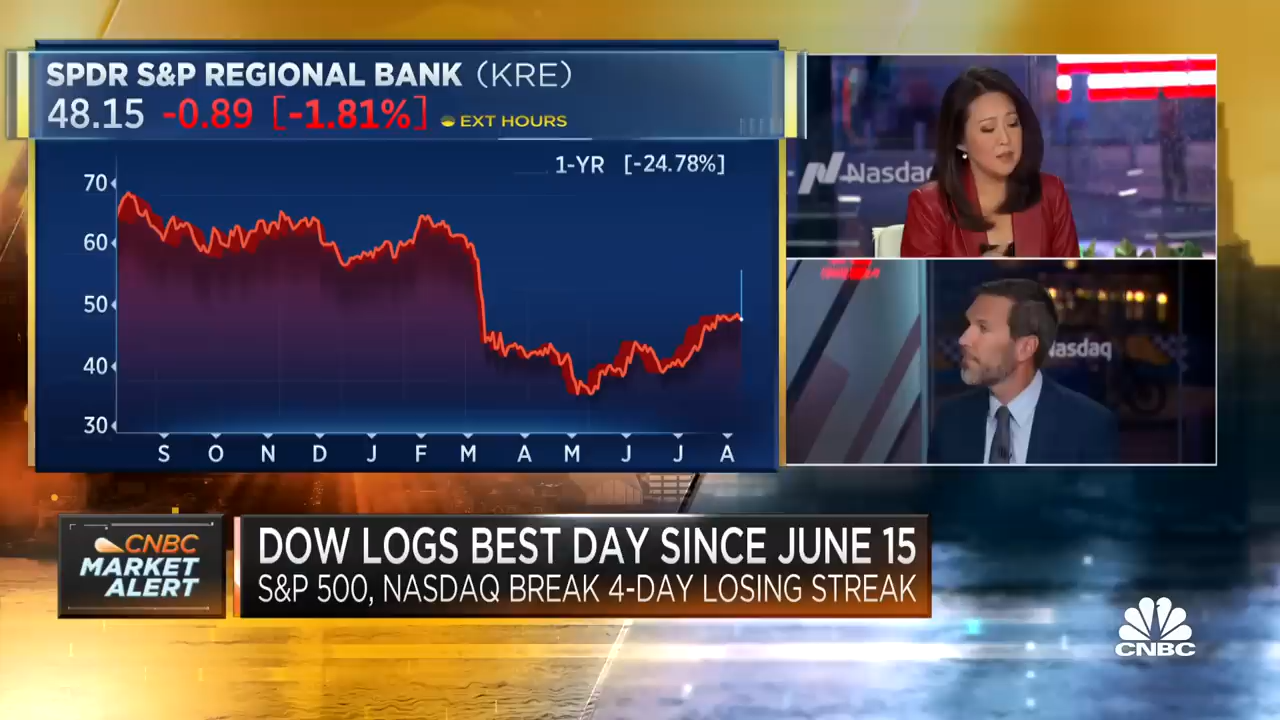 SPDR S&P REGIONAL BANK (KRE)
48.15 -0.89 [-1.81%] EXT HOURS
1-YR [-24.78%]
70
60
50
40
30
S O N D J F M A M J J A
Nasdaq
Nasdaq
CNBC
MARKET
ALERT
DOW LOGS BEST DAY SINCE JUNE 15
S&P 500, NASDAQ BREAK 4-DAY LOSING STREAK
CNBC